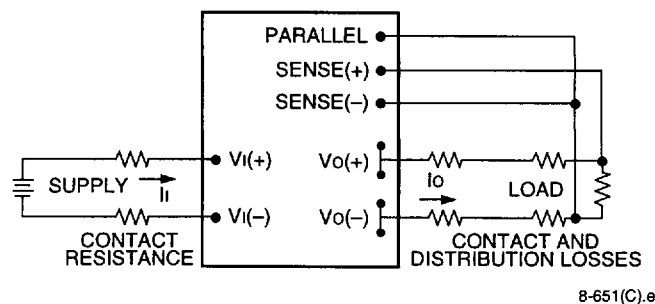 PARALLEL
SENSE(+)
SENSE(–)
VI(+)
VO(+)
SUPPLY
II
IO
LOAD
VI(–)
VO(–)
CONTACT
RESISTANCE
CONTACT AND
DISTRIBUTION LOSSES
8-651(C).e